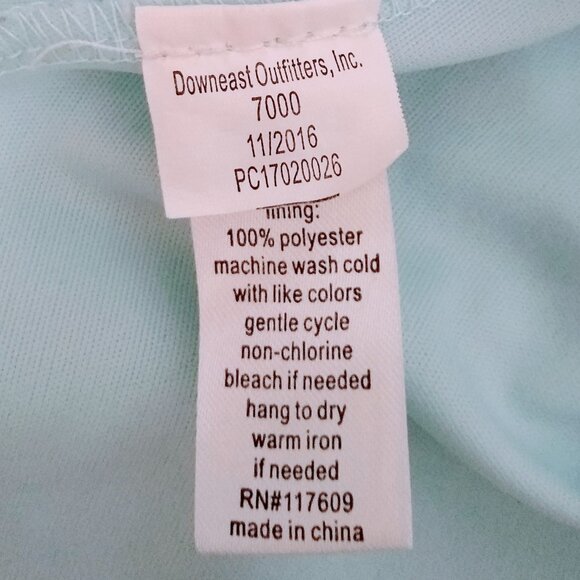 Downeast Outfitters, Inc.
7000
11/2016
PC17020026
lining:
100% polyester
machine wash cold
with like colors
gentle cycle
non-chlorine
bleach if needed
hang to dry
warm iron
if needed
RN#117609
made in china